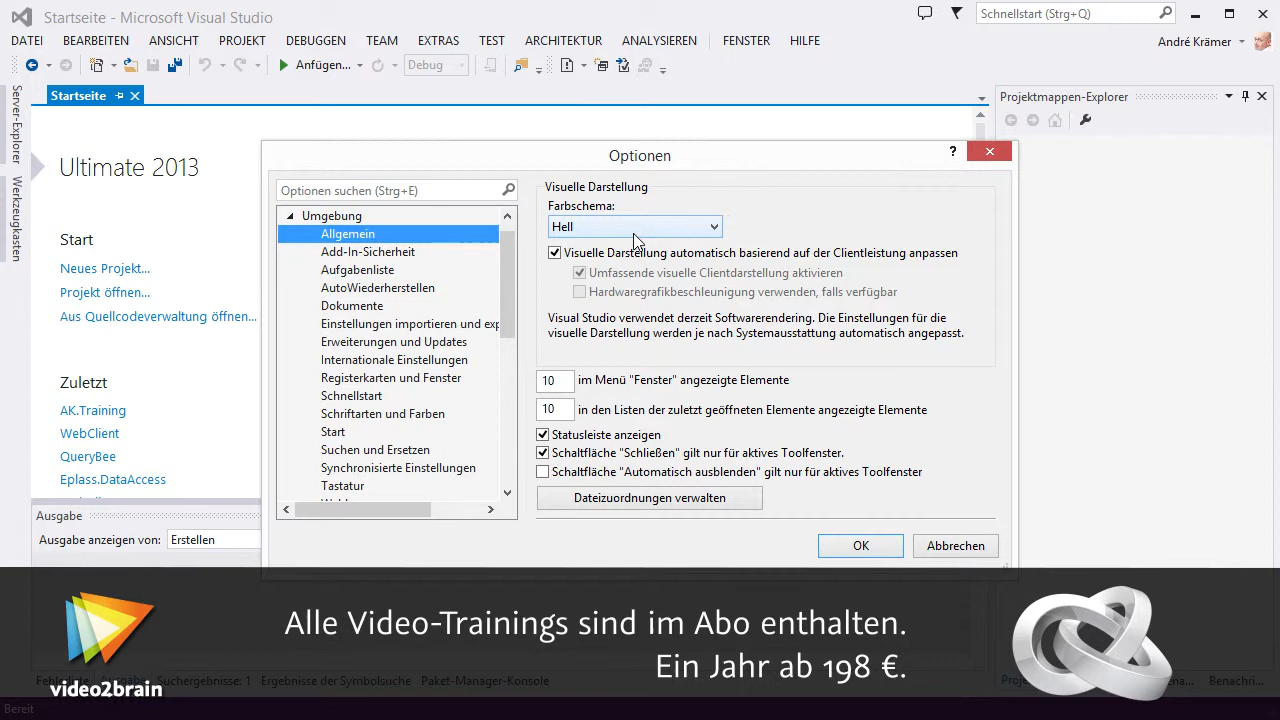 Startseite - Microsoft Visual Studio
Schnellstart (Strg+Q)
DATEI BEARBEITEN ANSICHT PROJEKT DEBUGGEN TEAM EXTRAS TEST ARCHITEKTUR ANALYSIEREN FENSTER HILFE
André Krämer
Anfügen...
Debug
Server-Explorer
Werkzeugkasten
Startseite
Projektmappen-Explorer
Ultimate 2013
Start
Neues Projekt...
Projekt öffnen...
Aus Quellcodeverwaltung öffnen...
Zuletzt
AK.Training
WebClient
QueryBee
Eplass.DataAccess
Optionen
?
Optionen suchen (Strg+E)
Umgebung
Allgemein
Add-In-Sicherheit
Aufgabenliste
AutoWiederherstellen
Dokumente
Einstellungen importieren und exp
Erweiterungen und Updates
Internationale Einstellungen
Registerkarten und Fenster
Schnellstart
Schriftarten und Farben
Start
Suchen und Ersetzen
Synchronisierte Einstellungen
Tastatur
Visuelle Darstellung
Farbschema:
Hell
Visuelle Darstellung automatisch basierend auf der Clientleistung anpassen
Umfassende visuelle Clientdarstellung aktivieren
Hardwaregrafikbeschleunigung verwenden, falls verfügbar
Visual Studio verwendet derzeit Softwarerendering. Die Einstellungen für die
visuelle Darstellung werden je nach Systemausstattung automatisch angepasst.
10 im Menü "Fenster" angezeigte Elemente
10 in den Listen der zuletzt geöffneten Elemente angezeigte Elemente
Statusleiste anzeigen
Schaltfläche "Schließen" gilt nur für aktives Toolfenster.
Schaltfläche "Automatisch ausblenden" gilt nur für aktives Toolfenster
Dateizuordnungen verwalten
OK
Abbrechen
Ausgabe
Ausgabe anzeigen von: Erstellen
Alle Video-Trainings sind im Abo enthalten.
Ein Jahr ab 198 €.
video2brain
Fehlerliste Ausgabe Suchergebnisse: 1 Ergebnisse der Symbolsuche Paket-Manager-Konsole
Benachri...
Bereit